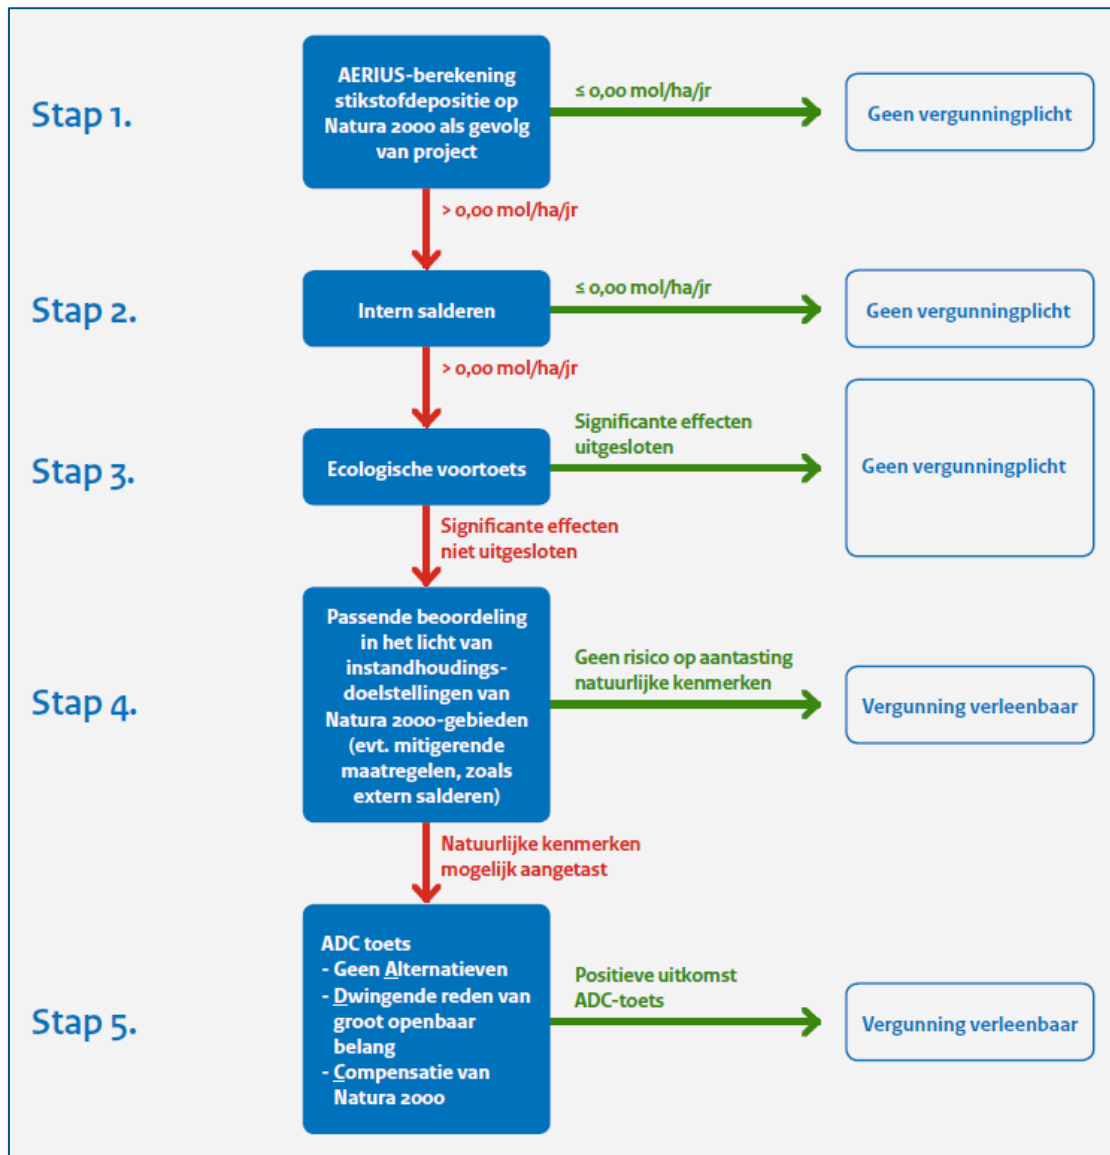 Stap 1.
AERIUS-berekening
stikstofdepositie op
Natura 2000 als gevolg
van project
≤ 0,00 mol/ha/jr
Geen vergunningplicht
> 0,00 mol/ha/jr
Stap 2.
Intern salderen
≤ 0,00 mol/ha/jr
Geen vergunningplicht
> 0,00 mol/ha/jr
Stap 3.
Ecologische voortoets
Significante effecten
uitgesloten
Geen vergunningplicht
Significante effecten
niet uitgesloten
Stap 4.
Passende beoordeling
in het licht van
instandhoudings-
doelstellingen van
Natura 2000-gebieden
(evt. mitigerende
maatregelen, zoals
extern salderen)
Geen risico op aantasting
natuurlijke kenmerken
Vergunning verleenbaar
Natuurlijke kenmerken
mogelijk aangetast
Stap 5.
ADC toets
- Geen Alternatieven
- Dwingende reden van
groot openbaar
belang
- Compensatie van
Natura 2000
Positieve uitkomst
ADC-toets
Vergunning verleenbaar